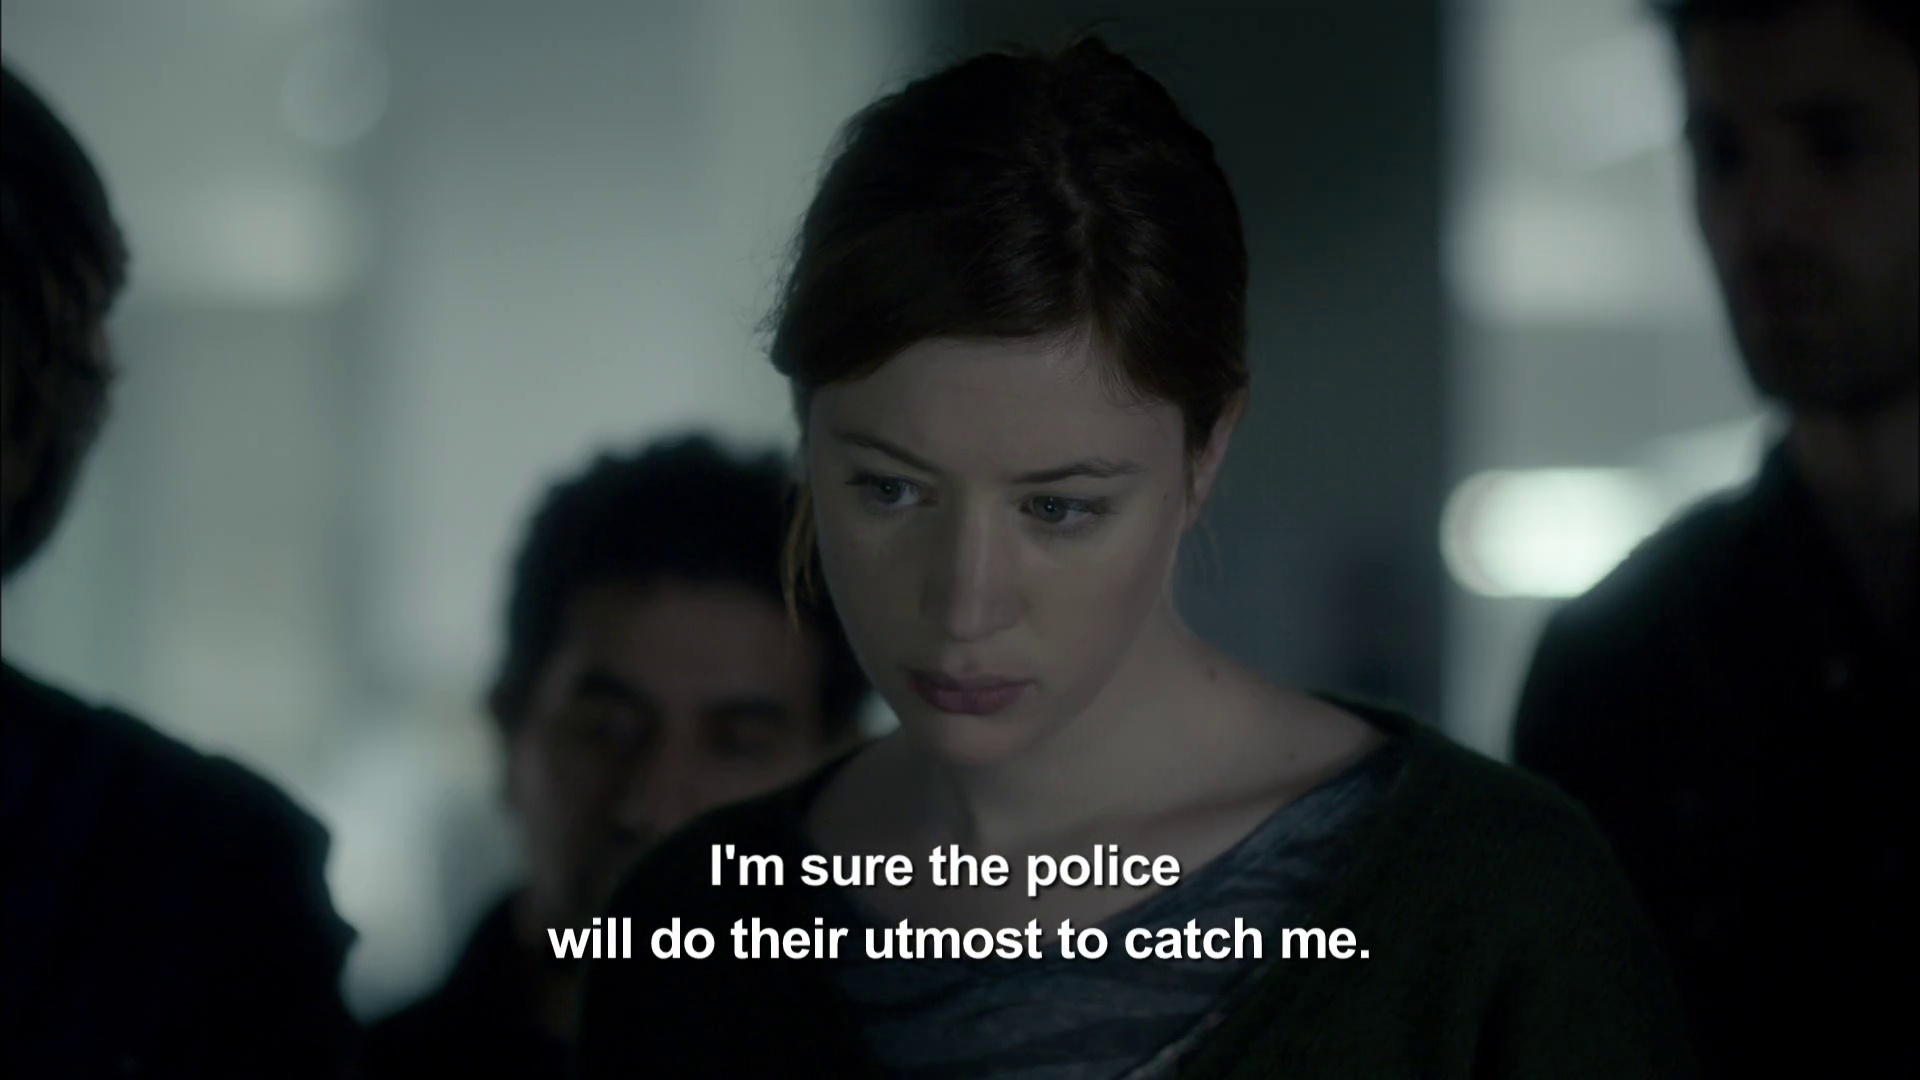 I'm sure the police
will do their utmost to catch me.